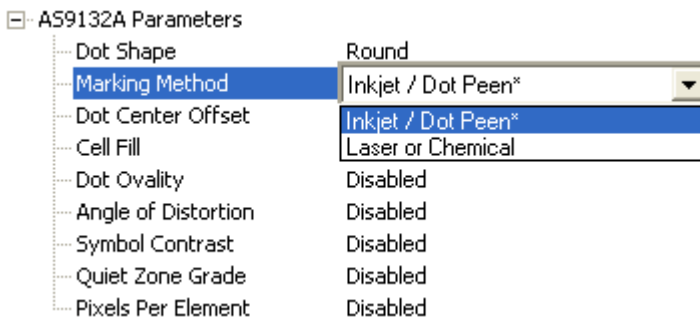 AS9132A Parameters
Dot Shape Round
Marking Method Inkjet / Dot Peen*
Dot Center Offset Inkjet / Dot Peen*
Cell Fill Laser or Chemical
Dot Ovality Disabled
Angle of Distortion Disabled
Symbol Contrast Disabled
Quiet Zone Grade Disabled
Pixels Per Element Disabled